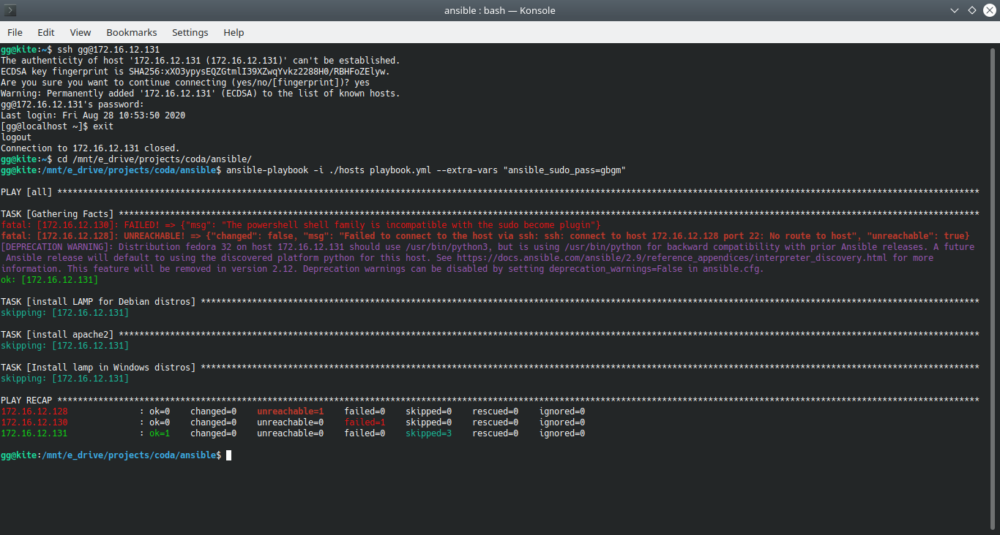 ansible : bash — Konsole
File Edit View Bookmarks Settings Help
gg@kite:~$ ssh gg@172.16.12.131
The authenticity of host '172.16.12.131 (172.16.12.131)' can't be established.
ECDSA key fingerprint is SHA256:xXO3ypysEQZGtmlI39XZwqYvkz2288H0/RBHFoZElyw.
Are you sure you want to continue connecting (yes/no/[fingerprint])? yes
Warning: Permanently added '172.16.12.131' (ECDSA) to the list of known hosts.
gg@172.16.12.131's password:
Last login: Fri Aug 28 10:53:50 2020
[gg@localhost ~]$ exit
logout
Connection to 172.16.12.131 closed.
gg@kite:~$ cd /mnt/e_drive/projects/coda/ansible/
gg@kite:/mnt/e_drive/projects/coda/ansible$ ansible-playbook -i ./hosts playbook.yml --extra-vars "ansible_sudo_pass=gbgm"
PLAY [all] ************************************************************************************************************************************************************************************
TASK [Gathering Facts] ************************************************************************************************************************************************************************
fatal: [172.16.12.130]: FAILED! => {"msg": "The powershell shell family is incompatible with the sudo become plugin"}
fatal: [172.16.12.128]: UNREACHABLE! => {"changed": false, "msg": "Failed to connect to the host via ssh: ssh: connect to host 172.16.12.128 port 22: No route to host", "unreachable": true}
[DEPRECATION WARNING]: Distribution fedora 32 on host 172.16.12.131 should use /usr/bin/python3, but is using /usr/bin/python for backward compatibility with prior Ansible releases. A future
Ansible release will default to using the discovered platform python for this host. See https://docs.ansible.com/ansible/2.9/reference_appendices/interpreter_discovery.html for more
information. This feature will be removed in version 2.12. Deprecation warnings can be disabled by setting deprecation_warnings=False in ansible.cfg.
ok: [172.16.12.131]
TASK [install LAMP for Debian distros] ********************************************************************************************************************************************************
skipping: [172.16.12.131]
TASK [install apache2] ************************************************************************************************************************************************************************
skipping: [172.16.12.131]
TASK [Install lamp in Windows distros] ********************************************************************************************************************************************************
skipping: [172.16.12.131]
PLAY RECAP ************************************************************************************************************************************************************************************
172.16.12.128 : ok=0 changed=0 unreachable=1 failed=0 skipped=0 rescued=0 ignored=0
172.16.12.130 : ok=0 changed=0 unreachable=0 failed=1 skipped=0 rescued=0 ignored=0
172.16.12.131 : ok=1 changed=0 unreachable=0 failed=0 skipped=3 rescued=0 ignored=0
gg@kite:/mnt/e_drive/projects/coda/ansible$